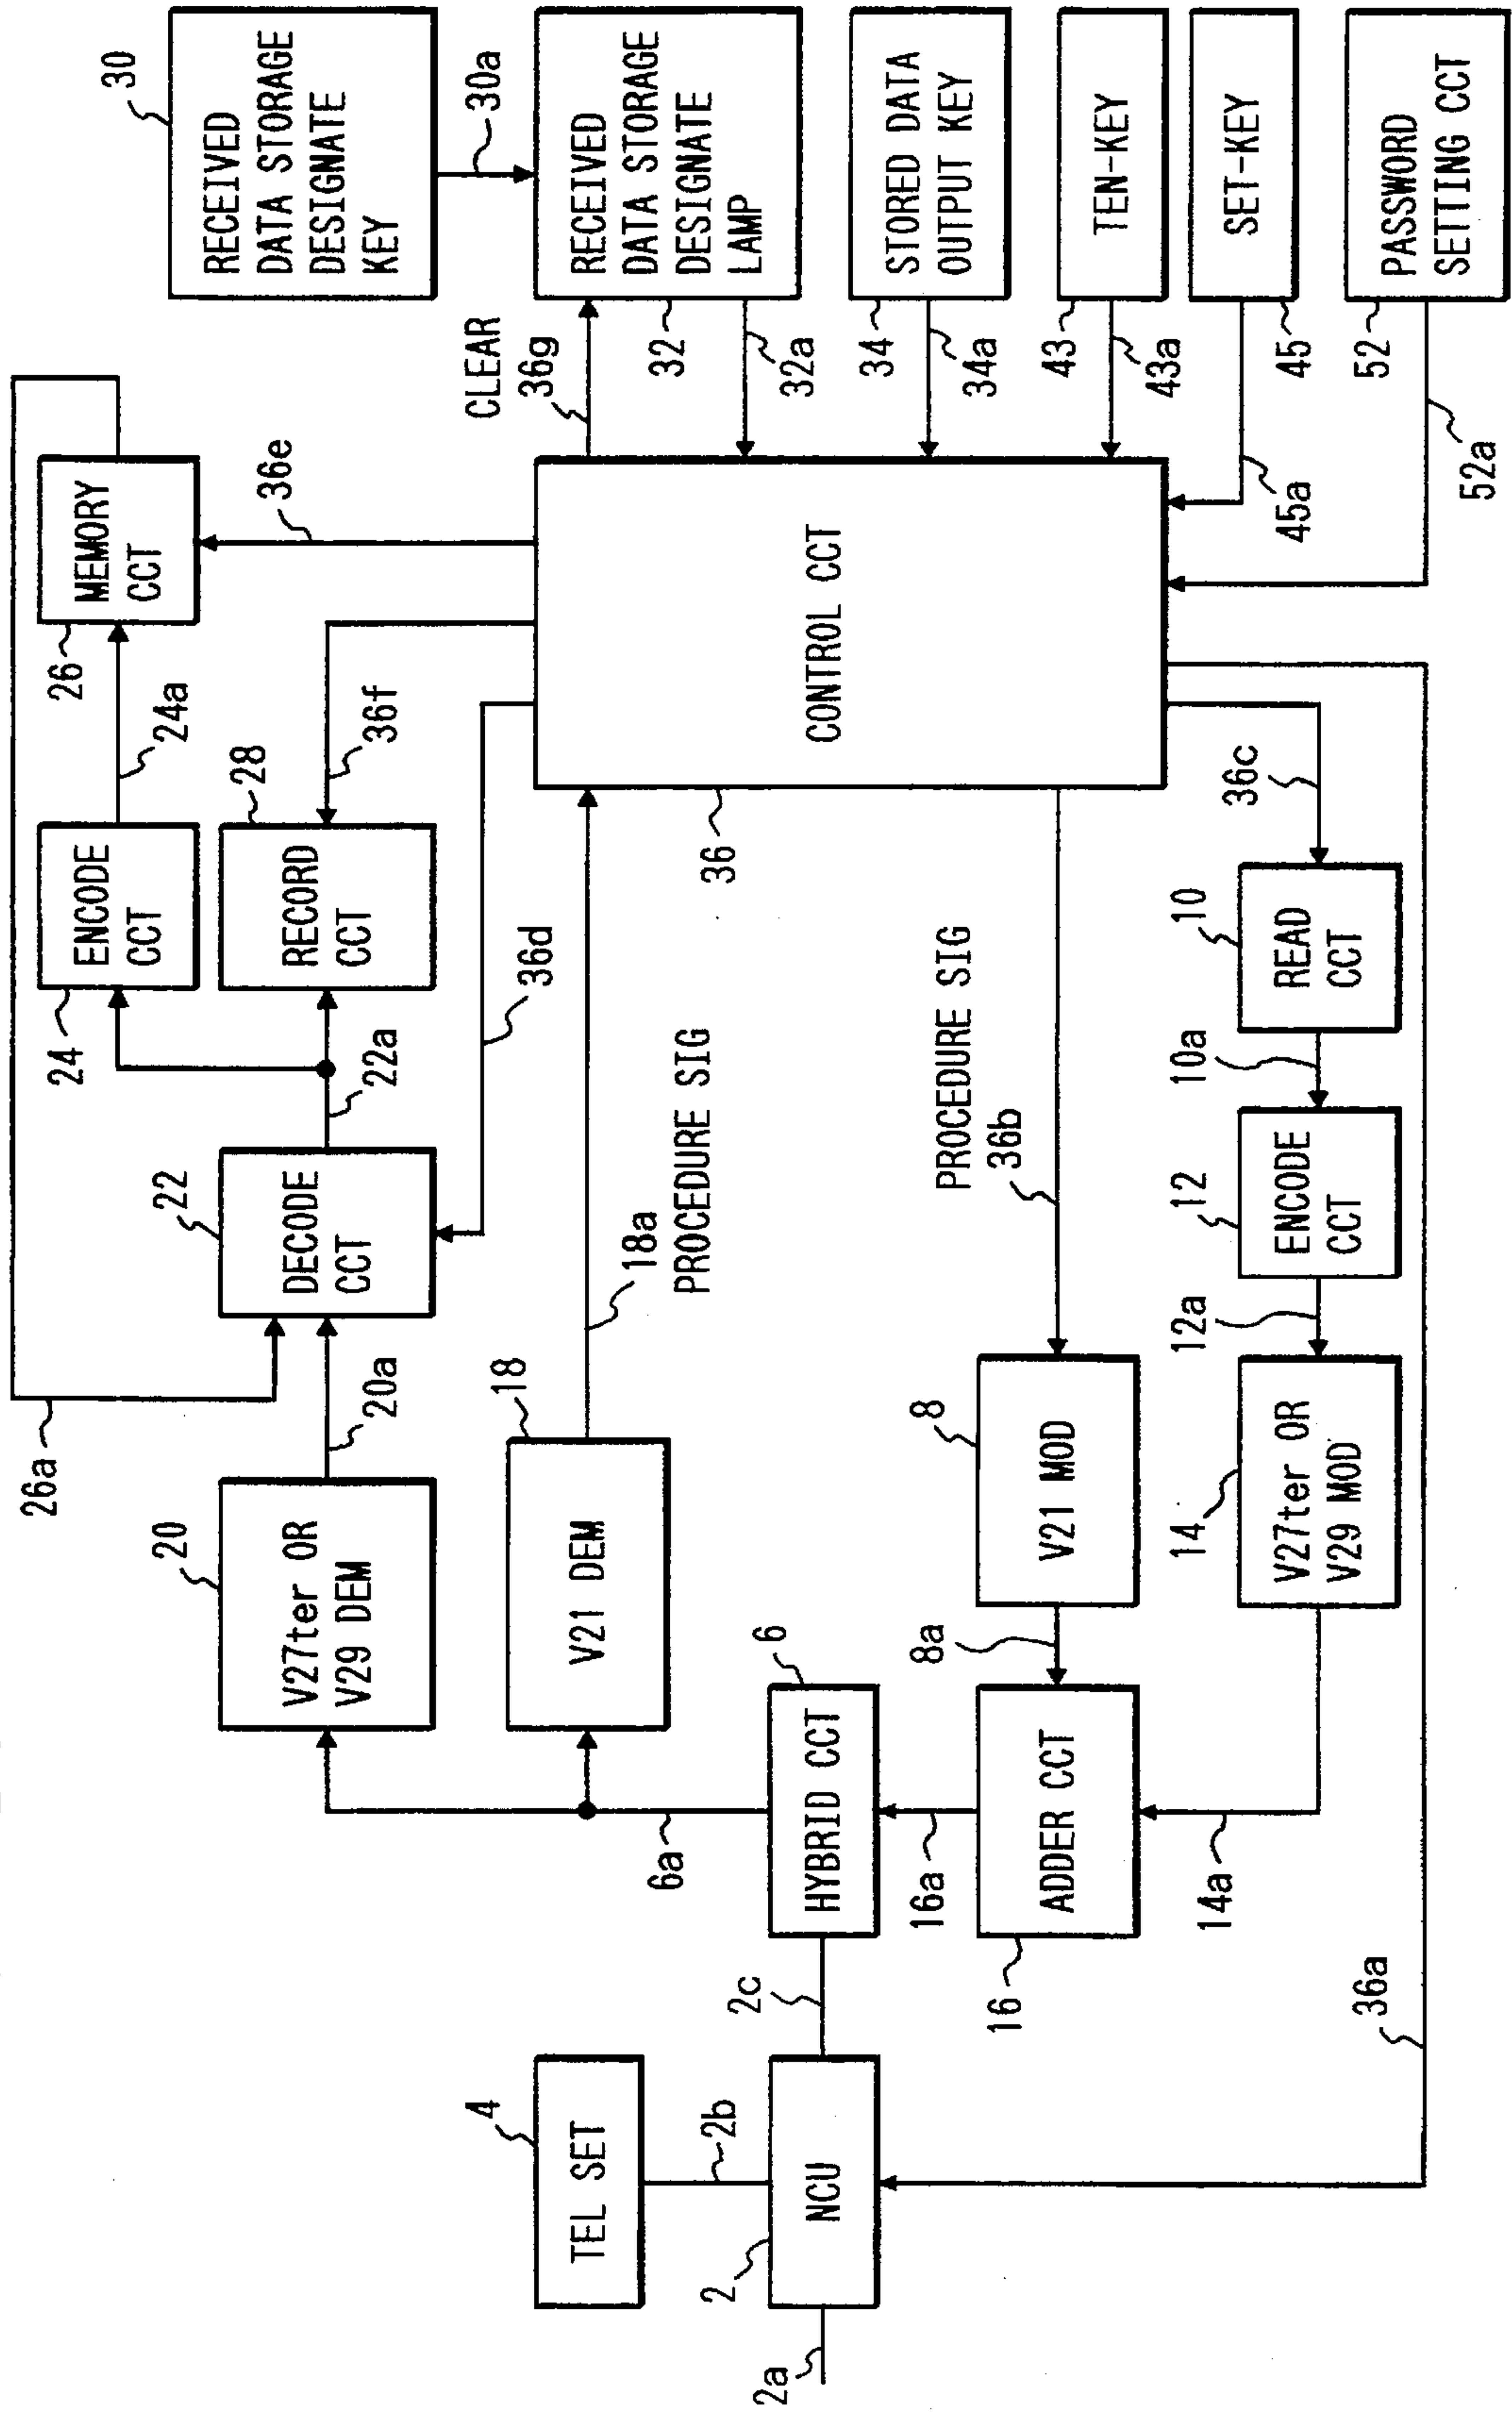 30
RECEIVED
DATA STORAGE
DESIGNATE
KEY
30a
RECEIVED
DATA STORAGE
DESIGNATE
LAMP
CLEAR
36g
32
32a
STORED DATA
OUTPUT KEY
34
34a
TEN-KEY
43
43a
SET-KEY
45
45a
PASSWORD
SETTING CCT
52
52a
MEMORY
CCT
26
36e
24a
ENCODE
CCT
24
RECORD
CCT
28
36f
22a
36d
DECODE
CCT
22
26a
20a
V27ter OR
V29 DEM
20
V21 DEM
18
18a
PROCEDURE SIG
CONTROL CCT
36
PROCEDURE SIG
36b
36c
READ
CCT
10
10a
ENCODE
CCT
12
12a
V27ter OR
V29 MOD
14
14a
V21 MOD
8
8a
ADDER CCT
16
16a
HYBRID CCT
6
6a
2c
TEL SET
4
2b
NCU
2
2a
36a